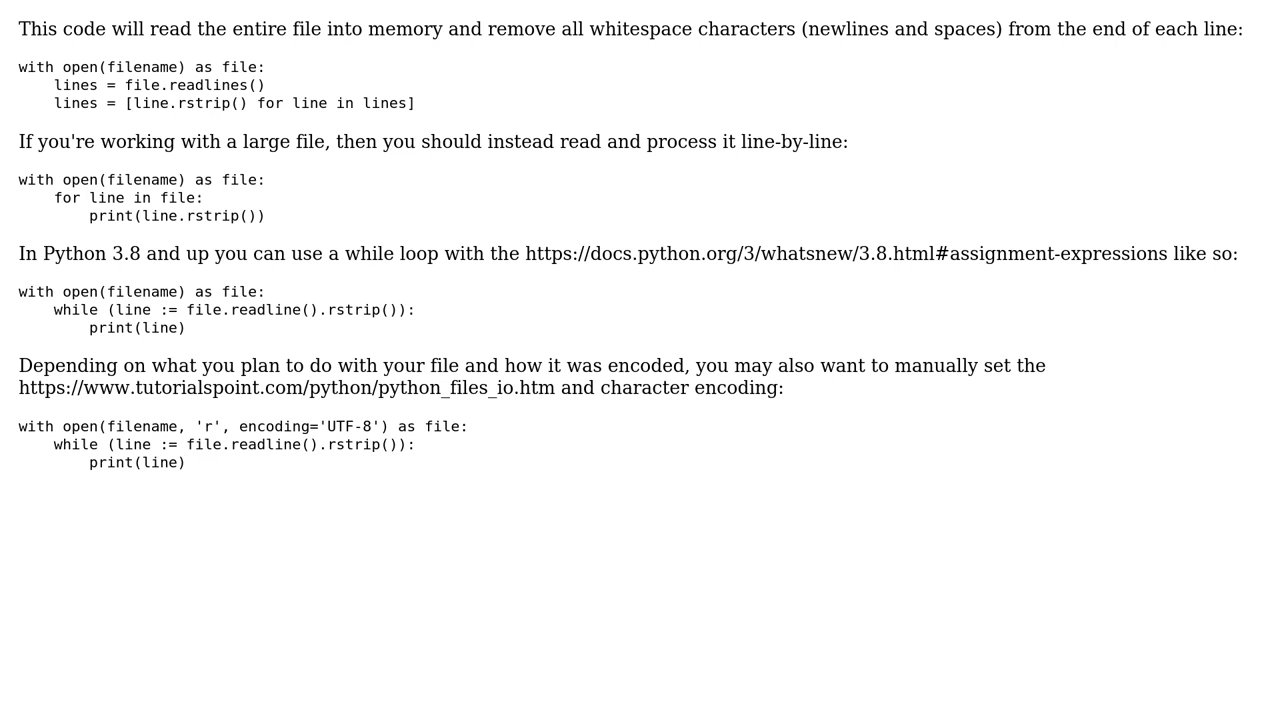 This code will read the entire file into memory and remove all whitespace characters (newlines and spaces) from the end of each line:
with open(filename) as file:
    lines = file.readlines()
    lines = [line.rstrip() for line in lines]
If you're working with a large file, then you should instead read and process it line-by-line:
with open(filename) as file:
    for line in file:
        print(line.rstrip())
In Python 3.8 and up you can use a while loop with the https://docs.python.org/3/whatsnew/3.8.html#assignment-expressions like so:
with open(filename) as file:
    while (line := file.readline().rstrip()):
        print(line)
Depending on what you plan to do with your file and how it was encoded, you may also want to manually set the
https://www.tutorialspoint.com/python/python_files_io.htm and character encoding:
with open(filename, 'r', encoding='UTF-8') as file:
    while (line := file.readline().rstrip()):
        print(line)